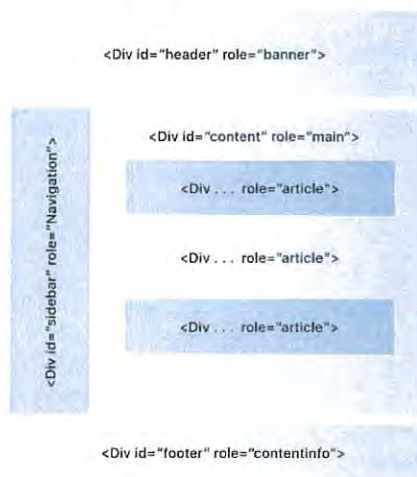 <Div id="header" role="banner">
<Div id="sidebar" role="Navigation">
<Div id="content" role="main">
<Div . . . role="article">
<Div . . . role="article">
<Div . . . role="article">
<Div id="footer" role="contentinfo">